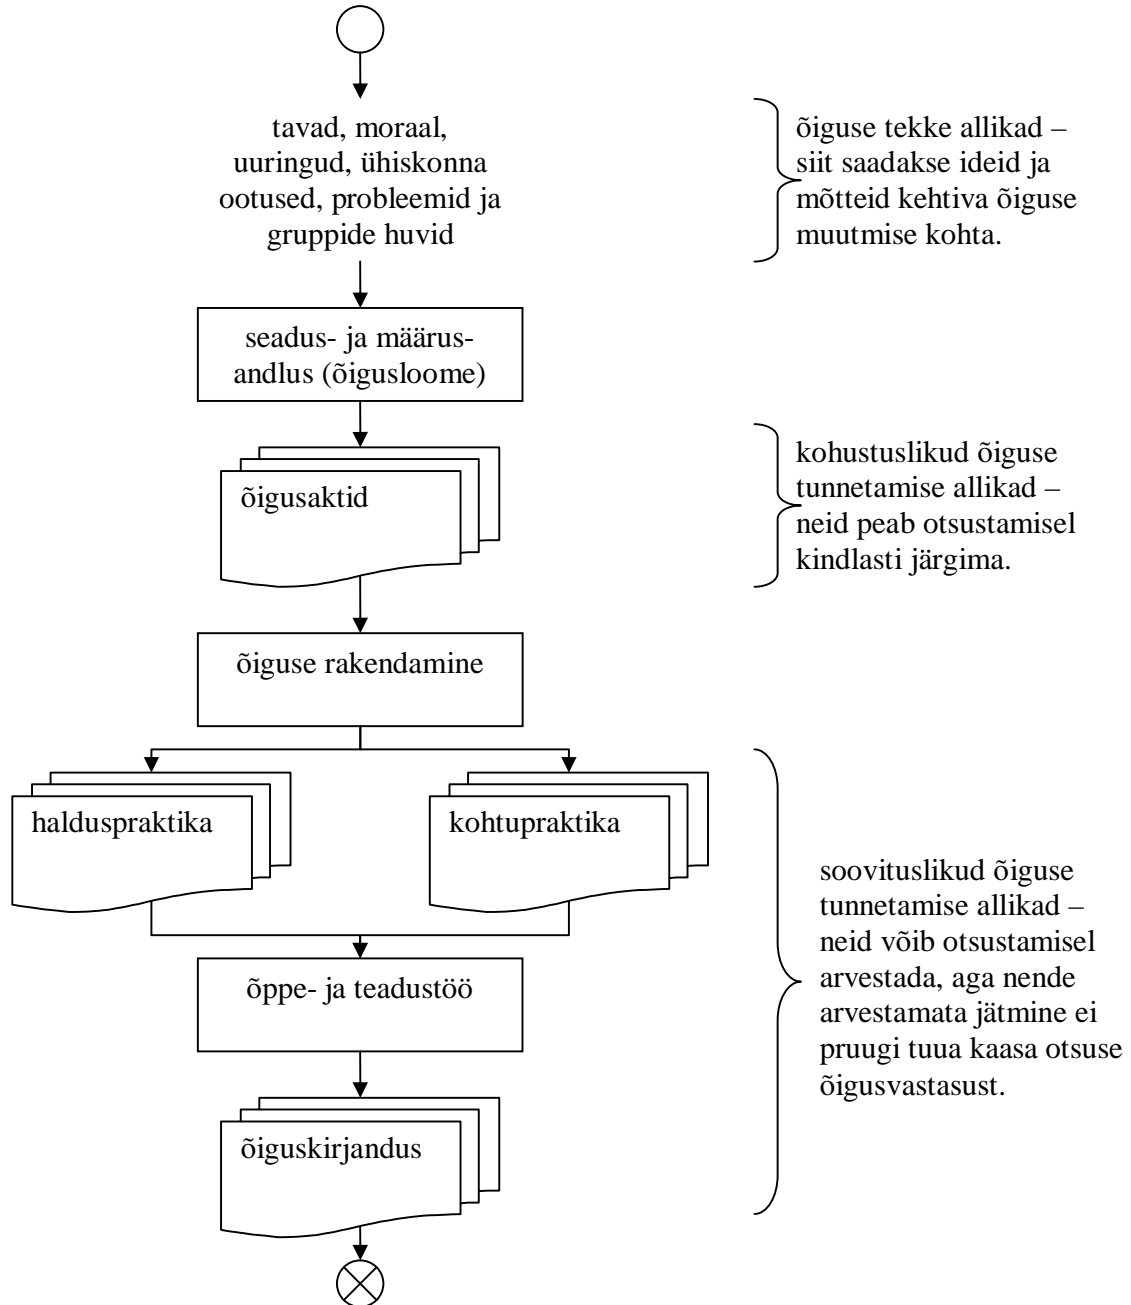 tavad, moraal,
uuringud, ühiskonna
ootused, probleemid ja
gruppide huvid
õiguse tekke allikad –
siit saadakse ideid ja
mõtteid kehtiva õiguse
muutmise kohta.
seadus- ja määrus-
andlus (õigusloome)
õigusaktid
kohustuslikud õiguse
tunnetamise allikad –
neid peab otsustamisel
kindlasti järgima.
õiguse rakendamine
halduspraktika
kohtupraktika
õppe- ja teadustöö
õiguskirjandus
soovituslikud õiguse
tunnetamise allikad –
neid võib otsustamisel
arvestada, aga nende
arvestamata jätmine ei
pruugi tuua kaasa otsuse
õigusvastasust.